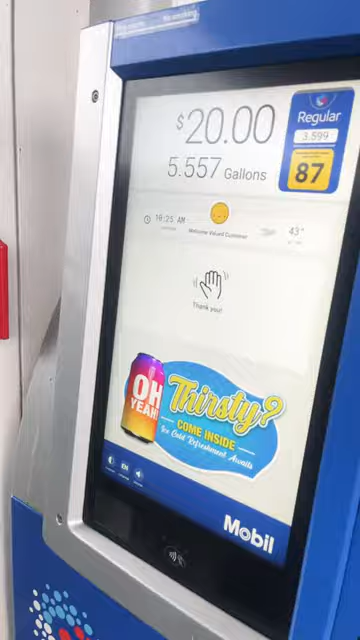 No smoking
$20.00
5.557 Gallons
Regular
3.599
87
10:25 AM
Welcome Valued Customer
43°
Thank you!
OH
YEAH!
Thirsty?
COME INSIDE
Ice Cold Refreshment Awaits
EN
Mobil